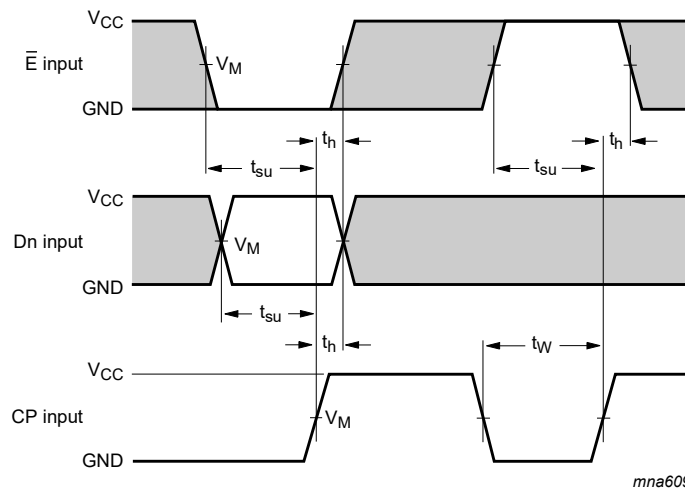 VCC
E̅ input
VM
GND
th
th
tsu
tsu
VCC
Dn input
VM
GND
tsu
th
tW
VCC
CP input
VM
GND
mna609